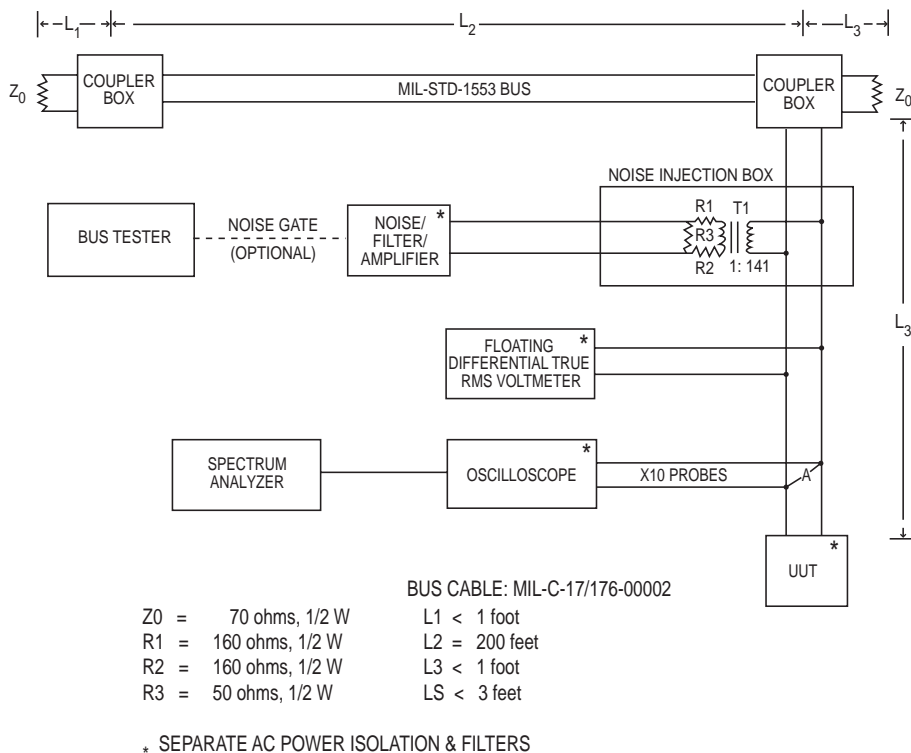 L1
L2
L3
Z0
COUPLER
BOX
MIL-STD-1553 BUS
COUPLER
BOX
Z0
NOISE INJECTION BOX
BUS TESTER
NOISE GATE
(OPTIONAL)
*
NOISE/
FILTER/
AMPLIFIER
R1
T1
R3
R2
1: 141
L3
*
FLOATING
DIFFERENTIAL TRUE
RMS VOLTMETER
SPECTRUM
ANALYZER
*
OSCILLOSCOPE
X10 PROBES
A
*
UUT
BUS CABLE: MIL-C-17/176-00002
Z0 = 70 ohms, 1/2 W L1 < 1 foot
R1 = 160 ohms, 1/2 W L2 = 200 feet
R2 = 160 ohms, 1/2 W L3 < 1 foot
R3 = 50 ohms, 1/2 W LS < 3 feet
* SEPARATE AC POWER ISOLATION & FILTERS